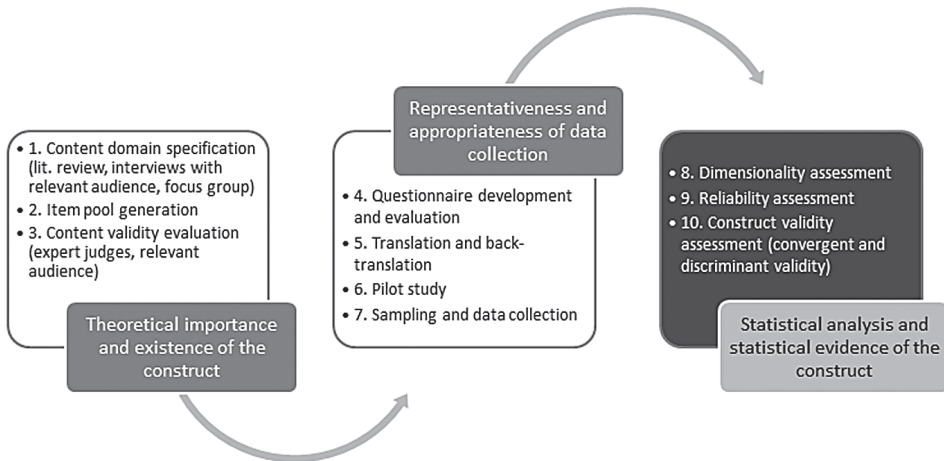 • 1. Content domain specification
(lit. review, interviews with
relevant audience, focus group)
• 2. Item pool generation
• 3. Content validity evaluation
(expert judges, relevant
audience)
Theoretical importance
and existence of the
construct
Representativeness and
appropriateness of data
collection
• 4. Questionnaire development
and evaluation
• 5. Translation and back-
translation
• 6. Pilot study
• 7. Sampling and data collection
• 8. Dimensionality assessment
• 9. Reliability assessment
• 10. Construct validity
assessment (convergent and
discriminant validity)
Statistical analysis and
statistical evidence of the
construct